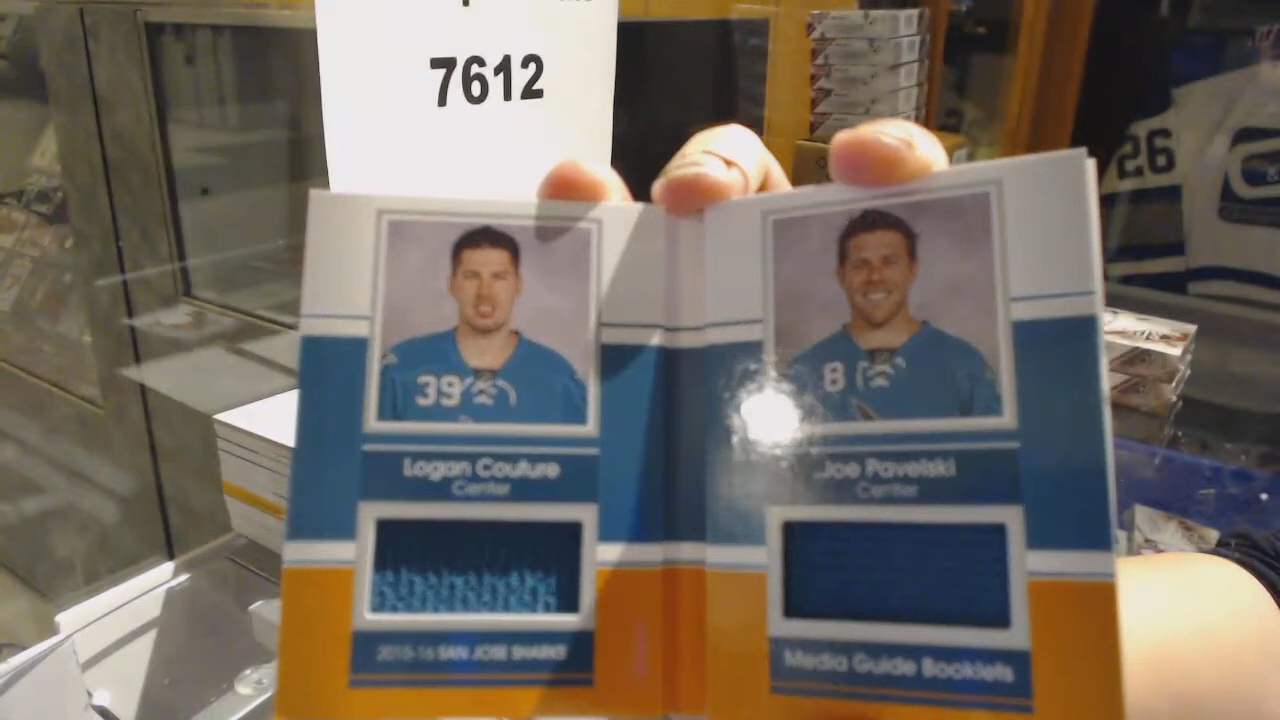 7612
26
39
8
Logan Couture
Center
Joe Pavelski
Center
2015-16 SAN JOSE SHARKS
Media Guide Booklets